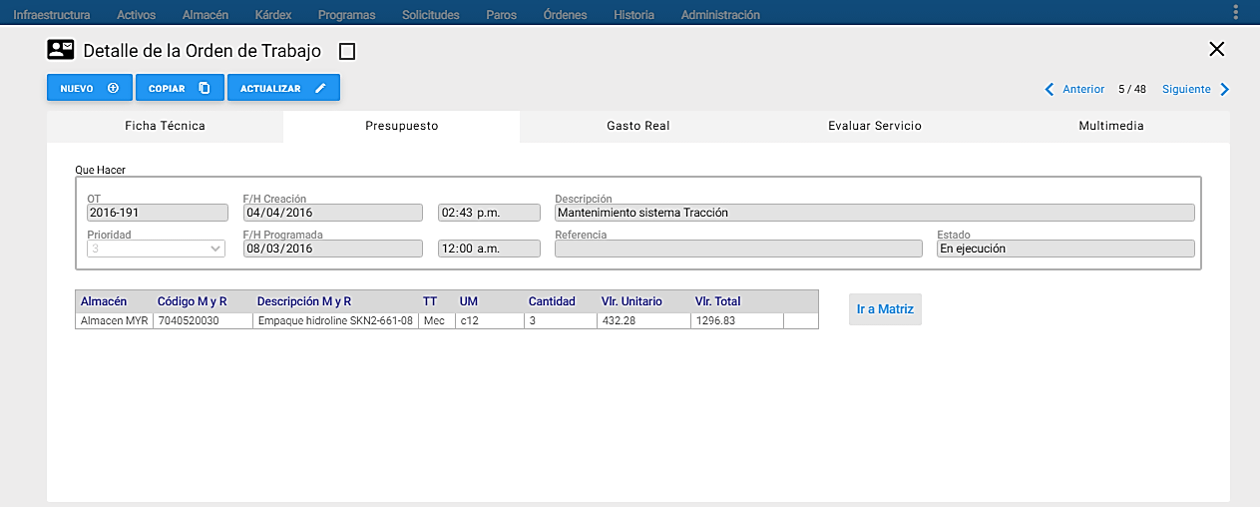 Infraestructura Activos Almacén Kárdex Programas Solicitudes Paros Órdenes Historia Administración
Detalle de la Orden de Trabajo
NUEVO COPIAR ACTUALIZAR Anterior 5 / 48 Siguiente
Ficha Técnica Presupuesto Gasto Real Evaluar Servicio Multimedia
Que Hacer
OT F/H Creación Descripción
2016-191 04/04/2016 02:43 p.m. Mantenimiento sistema Tracción
Prioridad F/H Programada Referencia Estado
3 08/03/2016 12:00 a.m. En ejecución
Almacén Código M y R Descripción M y R TT UM Cantidad Vlr. Unitario Vlr. Total
Almacen MYR 7040520030 Empaque hidroline SKN2-661-08 Mec c12 3 432.28 1296.83
Ir a Matriz